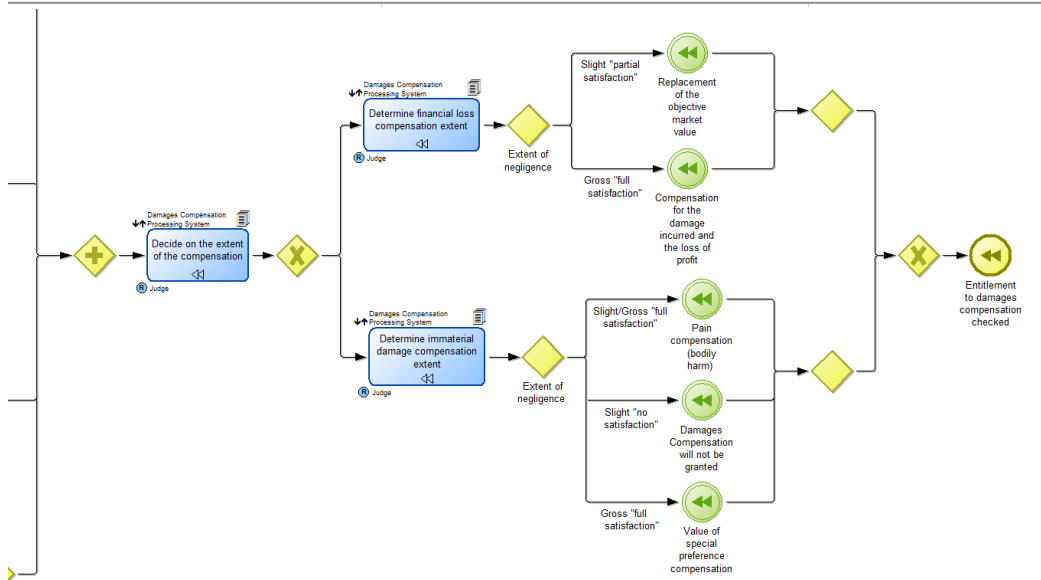 Damages Compensation
Processing System
Determine financial loss
compensation extent
R Judge
Extent of
negligence
Slight "partial
satisfaction"
Replacement
of the
objective
market
value
Gross "full
satisfaction"
Compensation
for the
damage
incurred and
the loss of
profit
Damages Compensation
Processing System
Decide on the extent
of the compensation
R Judge
Damages Compensation
Processing System
Determine immaterial
damage compensation
extent
R Judge
Extent of
negligence
Slight/Gross "full
satisfaction"
Pain
compensation
(bodily
harm)
Slight "no
satisfaction"
Damages
Compensation
will not be
granted
Gross "full
satisfaction"
Value of
special
preference
compensation
Entitlement
to damages
compensation
checked